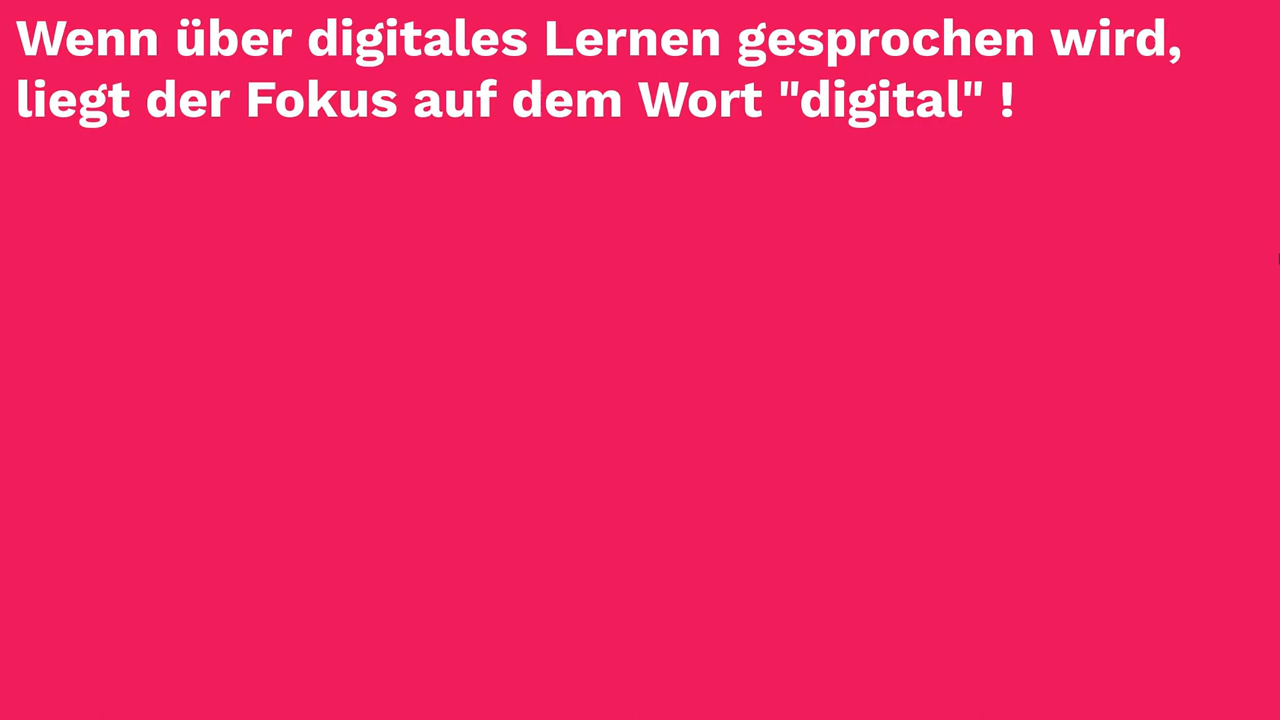 Wenn über digitales Lernen gesprochen wird,
liegt der Fokus auf dem Wort "digital" !